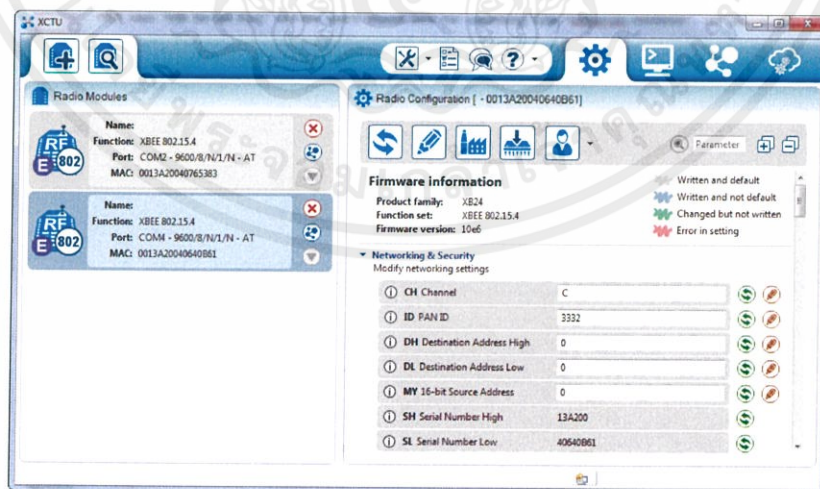 XCTU
Radio Modules
Name:
Function: XBEE 802.15.4
Port: COM2 - 9600/8/N/1/N - AT
MAC: 0013A20040765383
RF
E 802
Name:
Function: XBEE 802.15.4
Port: COM4 - 9600/8/N/1/N - AT
MAC: 0013A20040640B61
RF
E 802
Radio Configuration [ - 0013A20040640B61]
Parameter
Firmware information
Product family: XB24
Function set: XBEE 802.15.4
Firmware version: 10e6
Written and default
Written and not default
Changed but not written
Error in setting
Networking & Security
Modify networking settings
CH Channel C
ID PAN ID 3332
DH Destination Address High 0
DL Destination Address Low 0
MY 16-bit Source Address 0
SH Serial Number High 13A200
SL Serial Number Low 40640B61